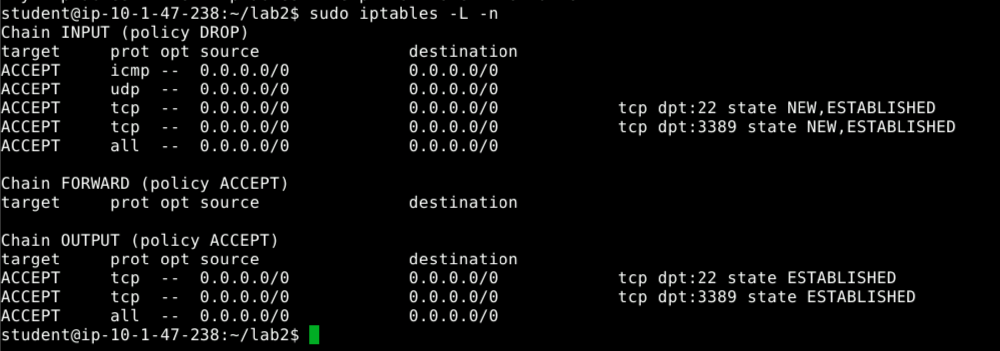 student@ip-10-1-47-238:~/lab2$ sudo iptables -L -n
Chain INPUT (policy DROP)
target     prot opt source               destination
ACCEPT     icmp --  0.0.0.0/0            0.0.0.0/0
ACCEPT     udp  --  0.0.0.0/0            0.0.0.0/0
ACCEPT     tcp  --  0.0.0.0/0            0.0.0.0/0            tcp dpt:22 state NEW,ESTABLISHED
ACCEPT     tcp  --  0.0.0.0/0            0.0.0.0/0            tcp dpt:3389 state NEW,ESTABLISHED
ACCEPT     all  --  0.0.0.0/0            0.0.0.0/0
Chain FORWARD (policy ACCEPT)
target     prot opt source               destination
Chain OUTPUT (policy ACCEPT)
target     prot opt source               destination
ACCEPT     tcp  --  0.0.0.0/0            0.0.0.0/0            tcp dpt:22 state ESTABLISHED
ACCEPT     tcp  --  0.0.0.0/0            0.0.0.0/0            tcp dpt:3389 state ESTABLISHED
ACCEPT     all  --  0.0.0.0/0            0.0.0.0/0
student@ip-10-1-47-238:~/lab2$